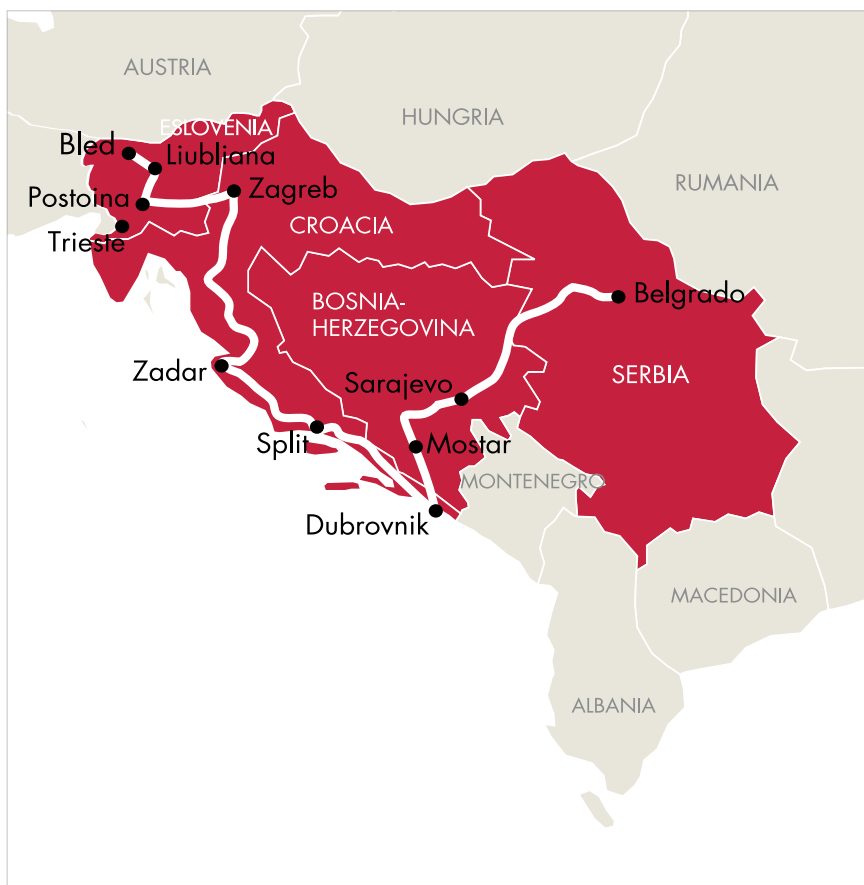 AUSTRIA
HUNGRIA
ESLOVENIA
Bled
Liubliana
RUMANIA
Postoina
Zagreb
CROACIA
Trieste
BOSNIA-
HERZEGOVINA
Belgrado
Zadar
Sarajevo
SERBIA
Split
Mostar
MONTENEGRO
Dubrovnik
MACEDONIA
ALBANIA